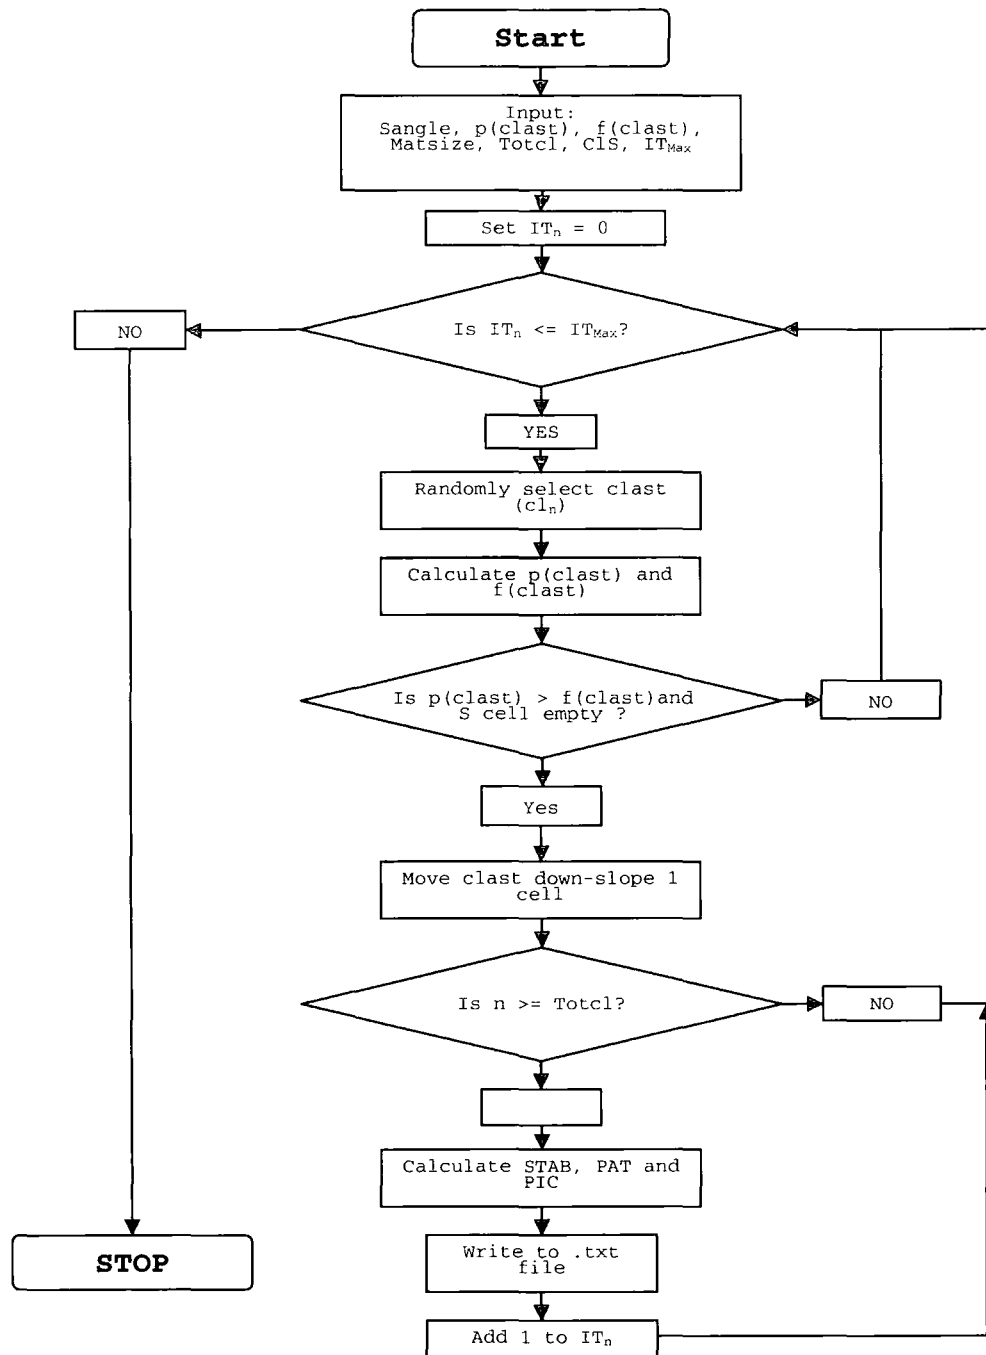 Start
Input:
Sangle, p(clast), f(clast),
Matsize, Totcl, ClS, IT_Max
Set IT_n = 0
NO
Is IT_n <= IT_Max?
YES
Randomly select clast
(cl_n)
Calculate p(clast) and
f(clast)
Is p(clast) > f(clast)and
S cell empty ?
NO
Yes
Move clast down-slope 1
cell
Is n >= Totcl?
NO
Calculate STAB, PAT and
PIC
STOP
Write to .txt
file
Add 1 to IT_n